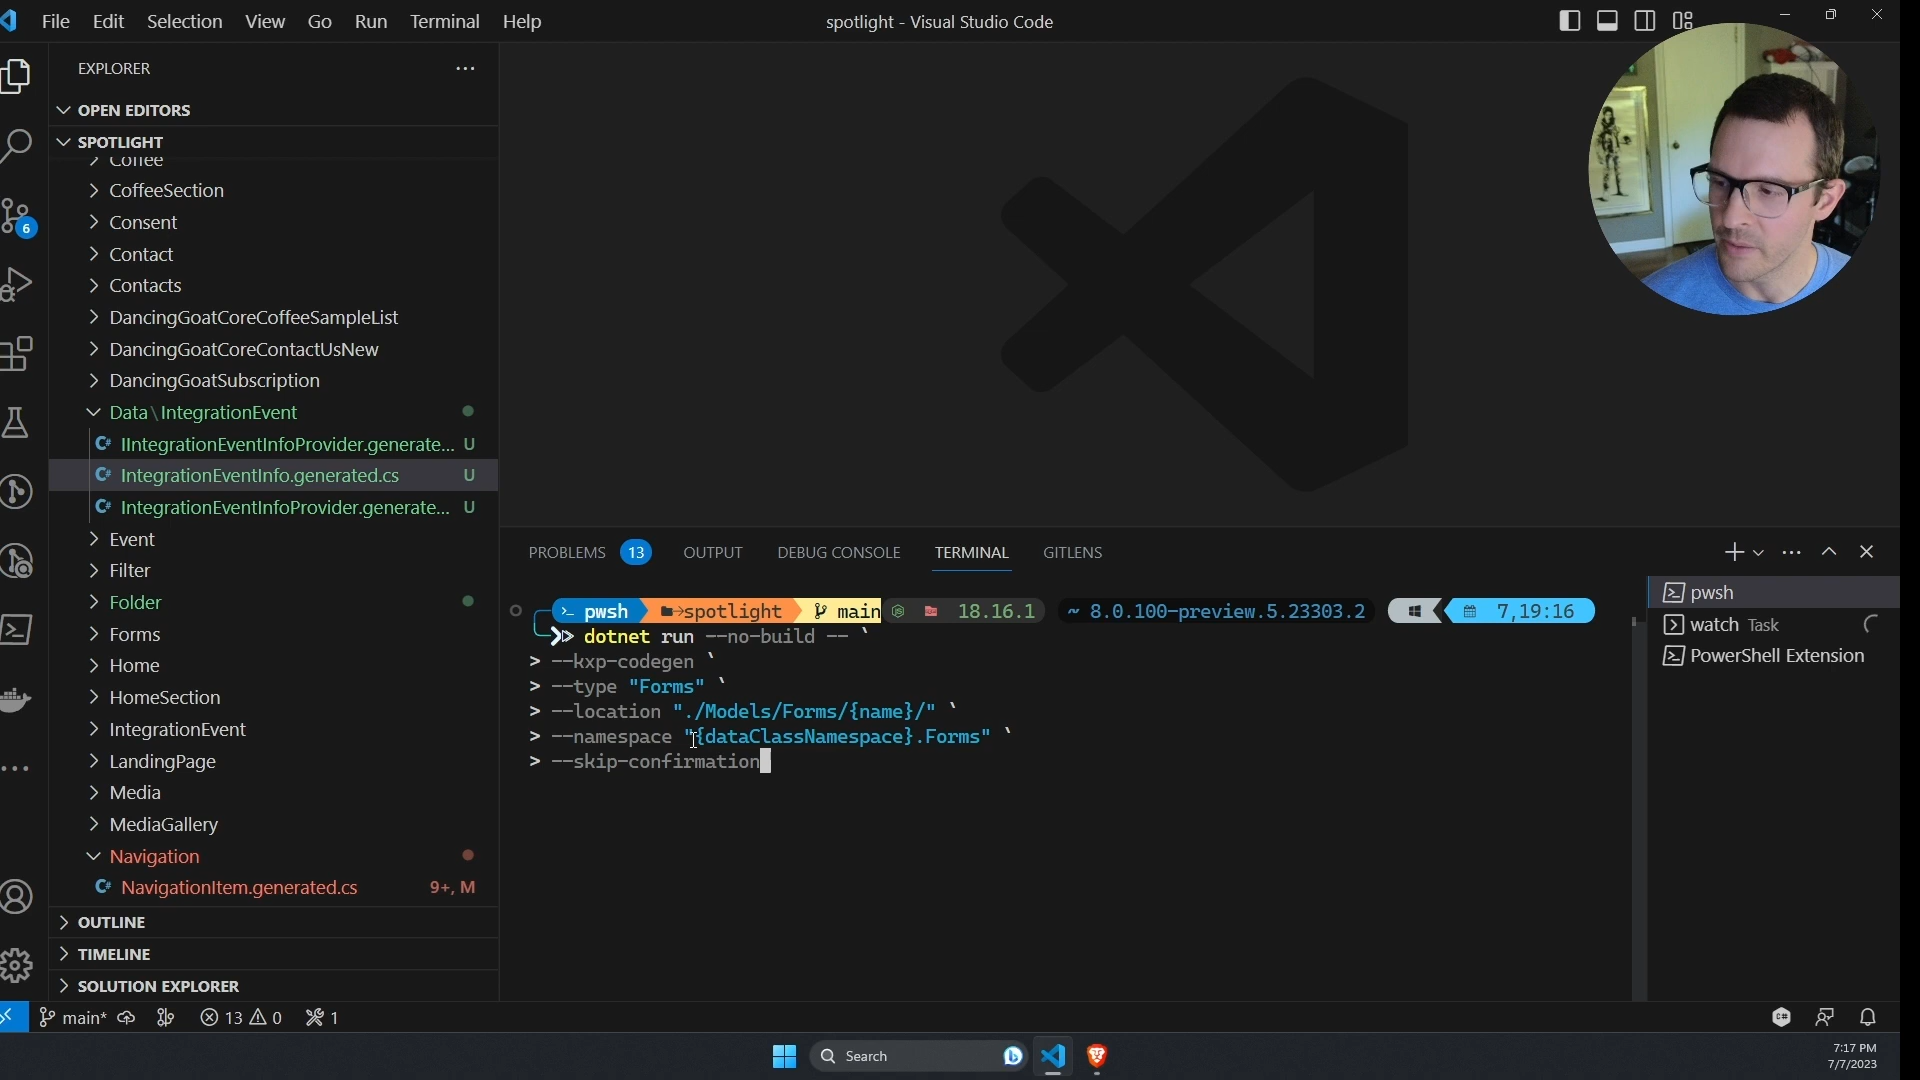 File Edit Selection View Go Run Terminal Help
spotlight - Visual Studio Code
EXPLORER
OPEN EDITORS
SPOTLIGHT
Coffee
CoffeeSection
Consent
Contact
Contacts
DancingGoatCoreCoffeeSampleList
DancingGoatCoreContactUsNew
DancingGoatSubscription
Data\IntegrationEvent
IIntegrationEventInfoProvider.generate... U
IntegrationEventInfo.generated.cs U
IntegrationEventInfoProvider.generate... U
Event
Filter
Folder
Forms
Home
HomeSection
IntegrationEvent
LandingPage
Media
MediaGallery
Navigation
NavigationItem.generated.cs 9+, M
OUTLINE
TIMELINE
SOLUTION EXPLORER
6
PROBLEMS 13 OUTPUT DEBUG CONSOLE TERMINAL GITLENS
pwsh spotlight main 18.16.1 ~ 8.0.100-preview.5.23303.2 7,19:16
dotnet run --no-build -- `
> --kxp-codegen `
> --type "Forms" `
> --location "./Models/Forms/{name}/" `
> --namespace "{dataClassNamespace}.Forms" `
> --skip-confirmation
pwsh
watch Task
PowerShell Extension
main* 13 0 1
Search
7:17 PM
7/7/2023